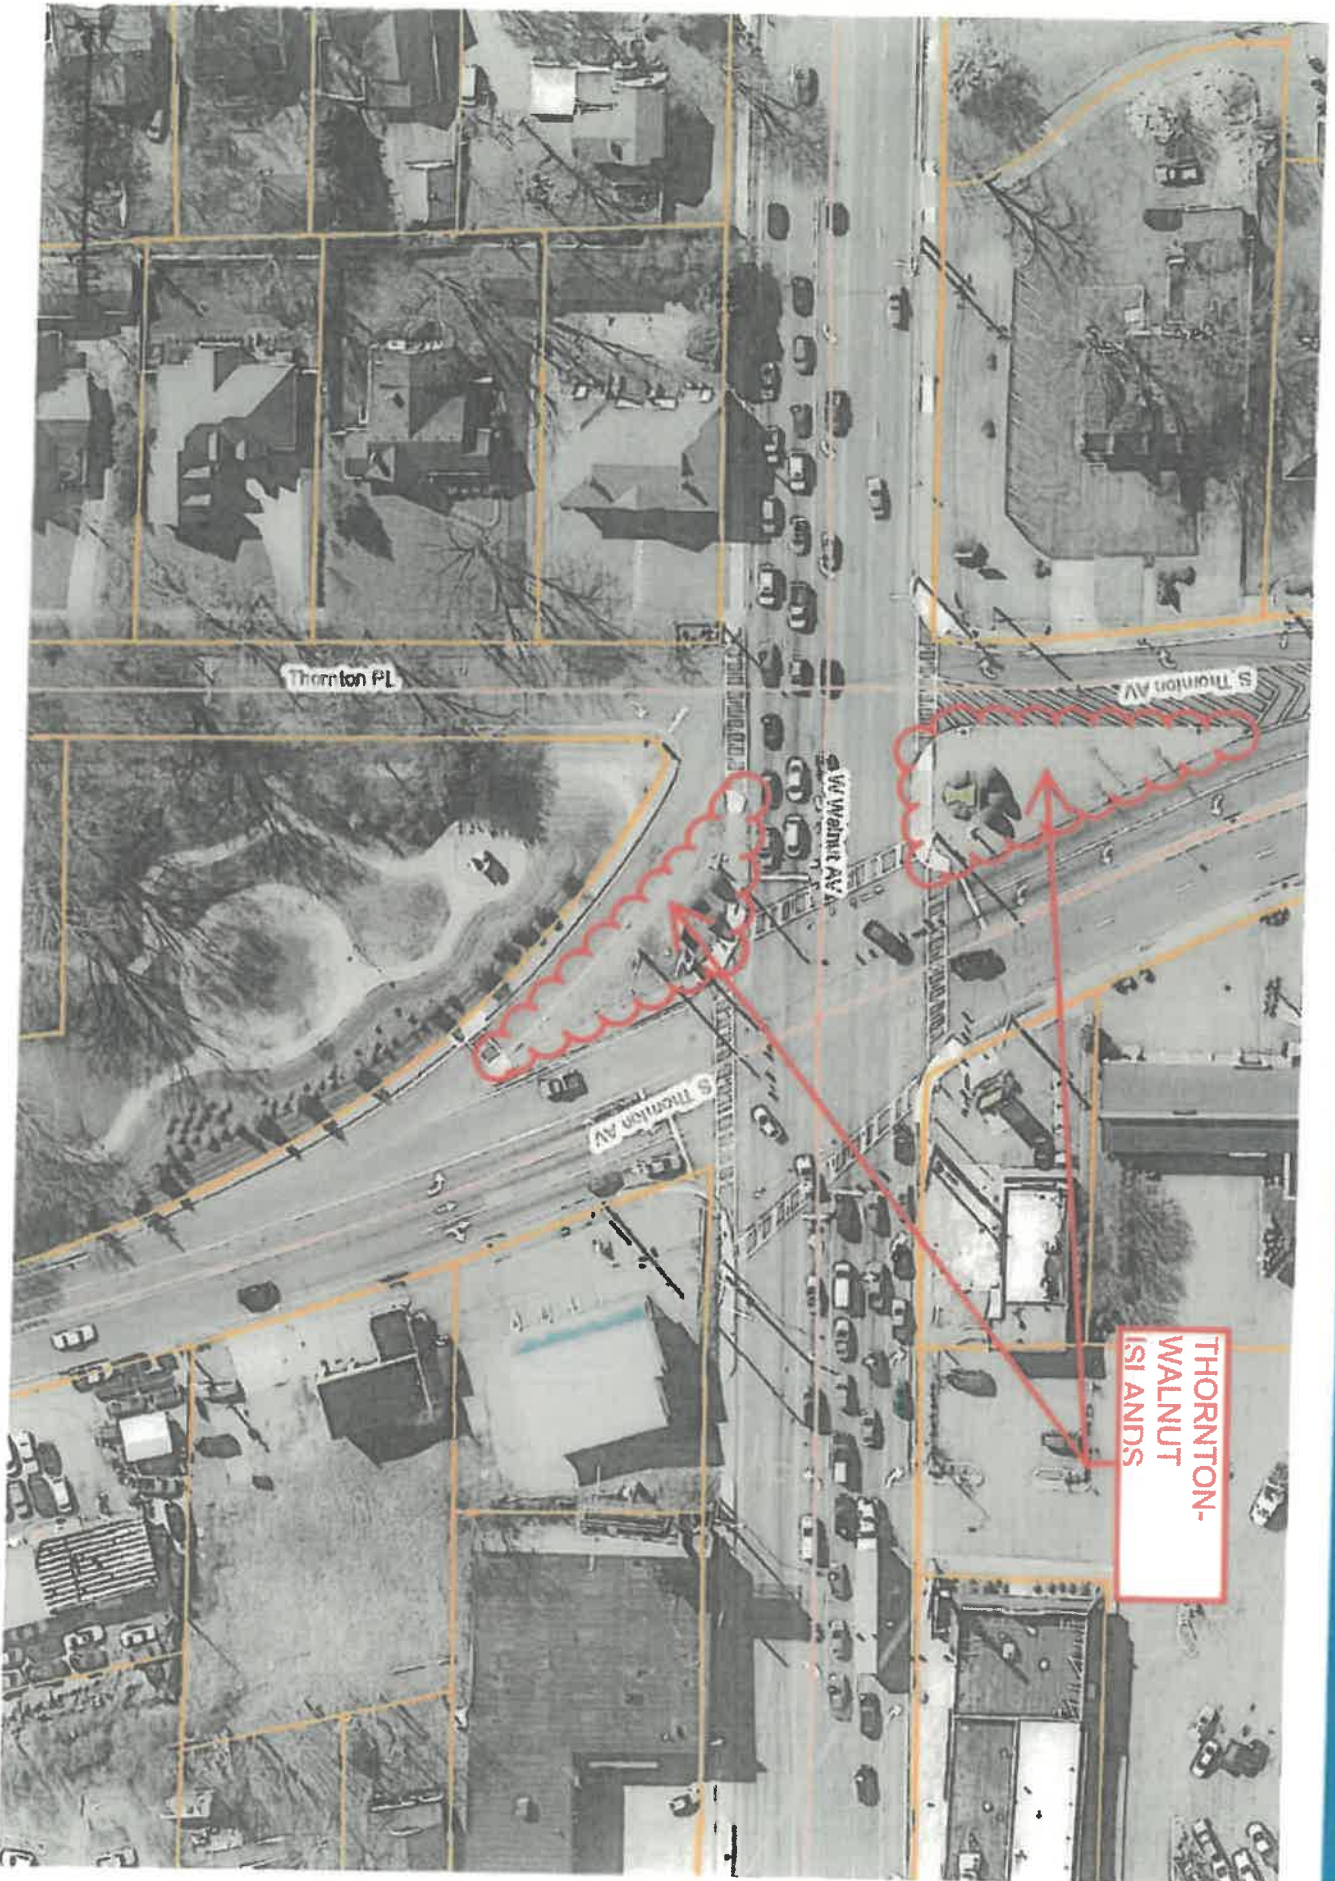 Thornton PL
S Thornton AV
W Walnut AV
S Thornton AV
THORNTON-
WALNUT
ISLANDS